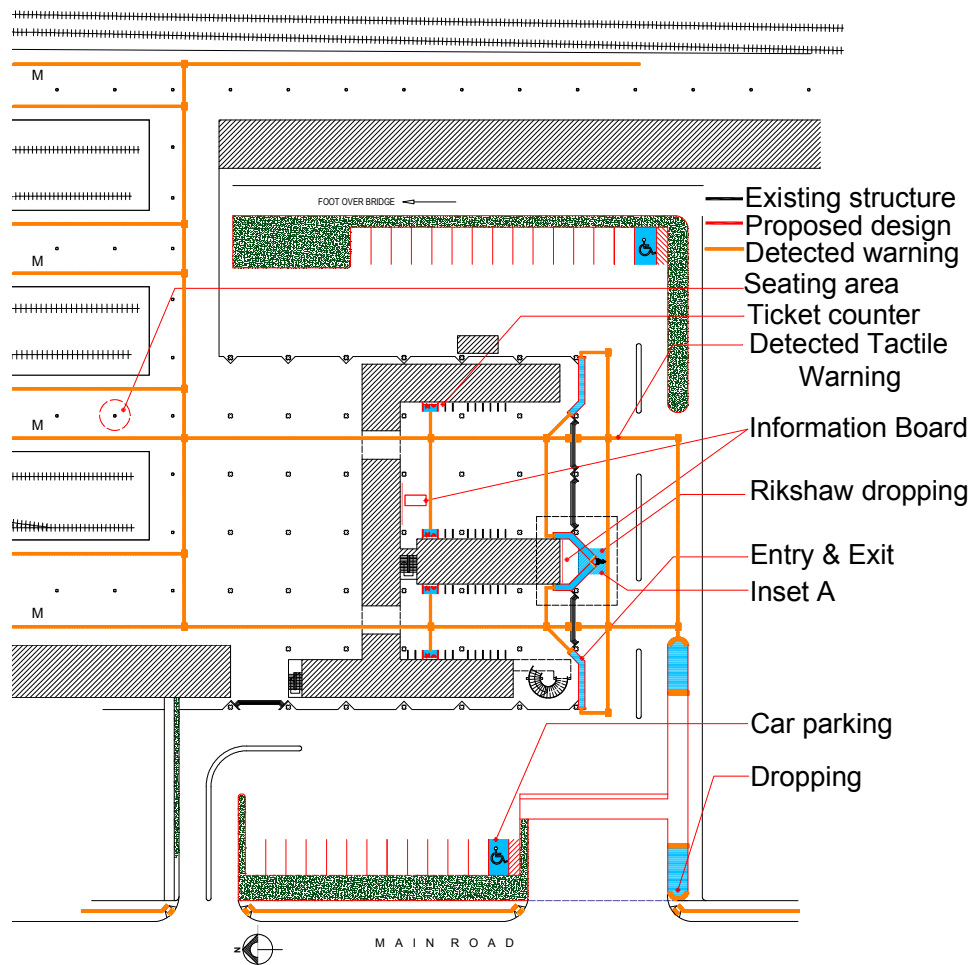 M
FOOT OVER BRIDGE
Existing structure
Proposed design
Detected warning
M
Seating area
Ticket counter
Detected Tactile
Warning
M
Information Board
Rikshaw dropping
Entry & Exit
Inset A
M
Car parking
Dropping
MAIN ROAD
N